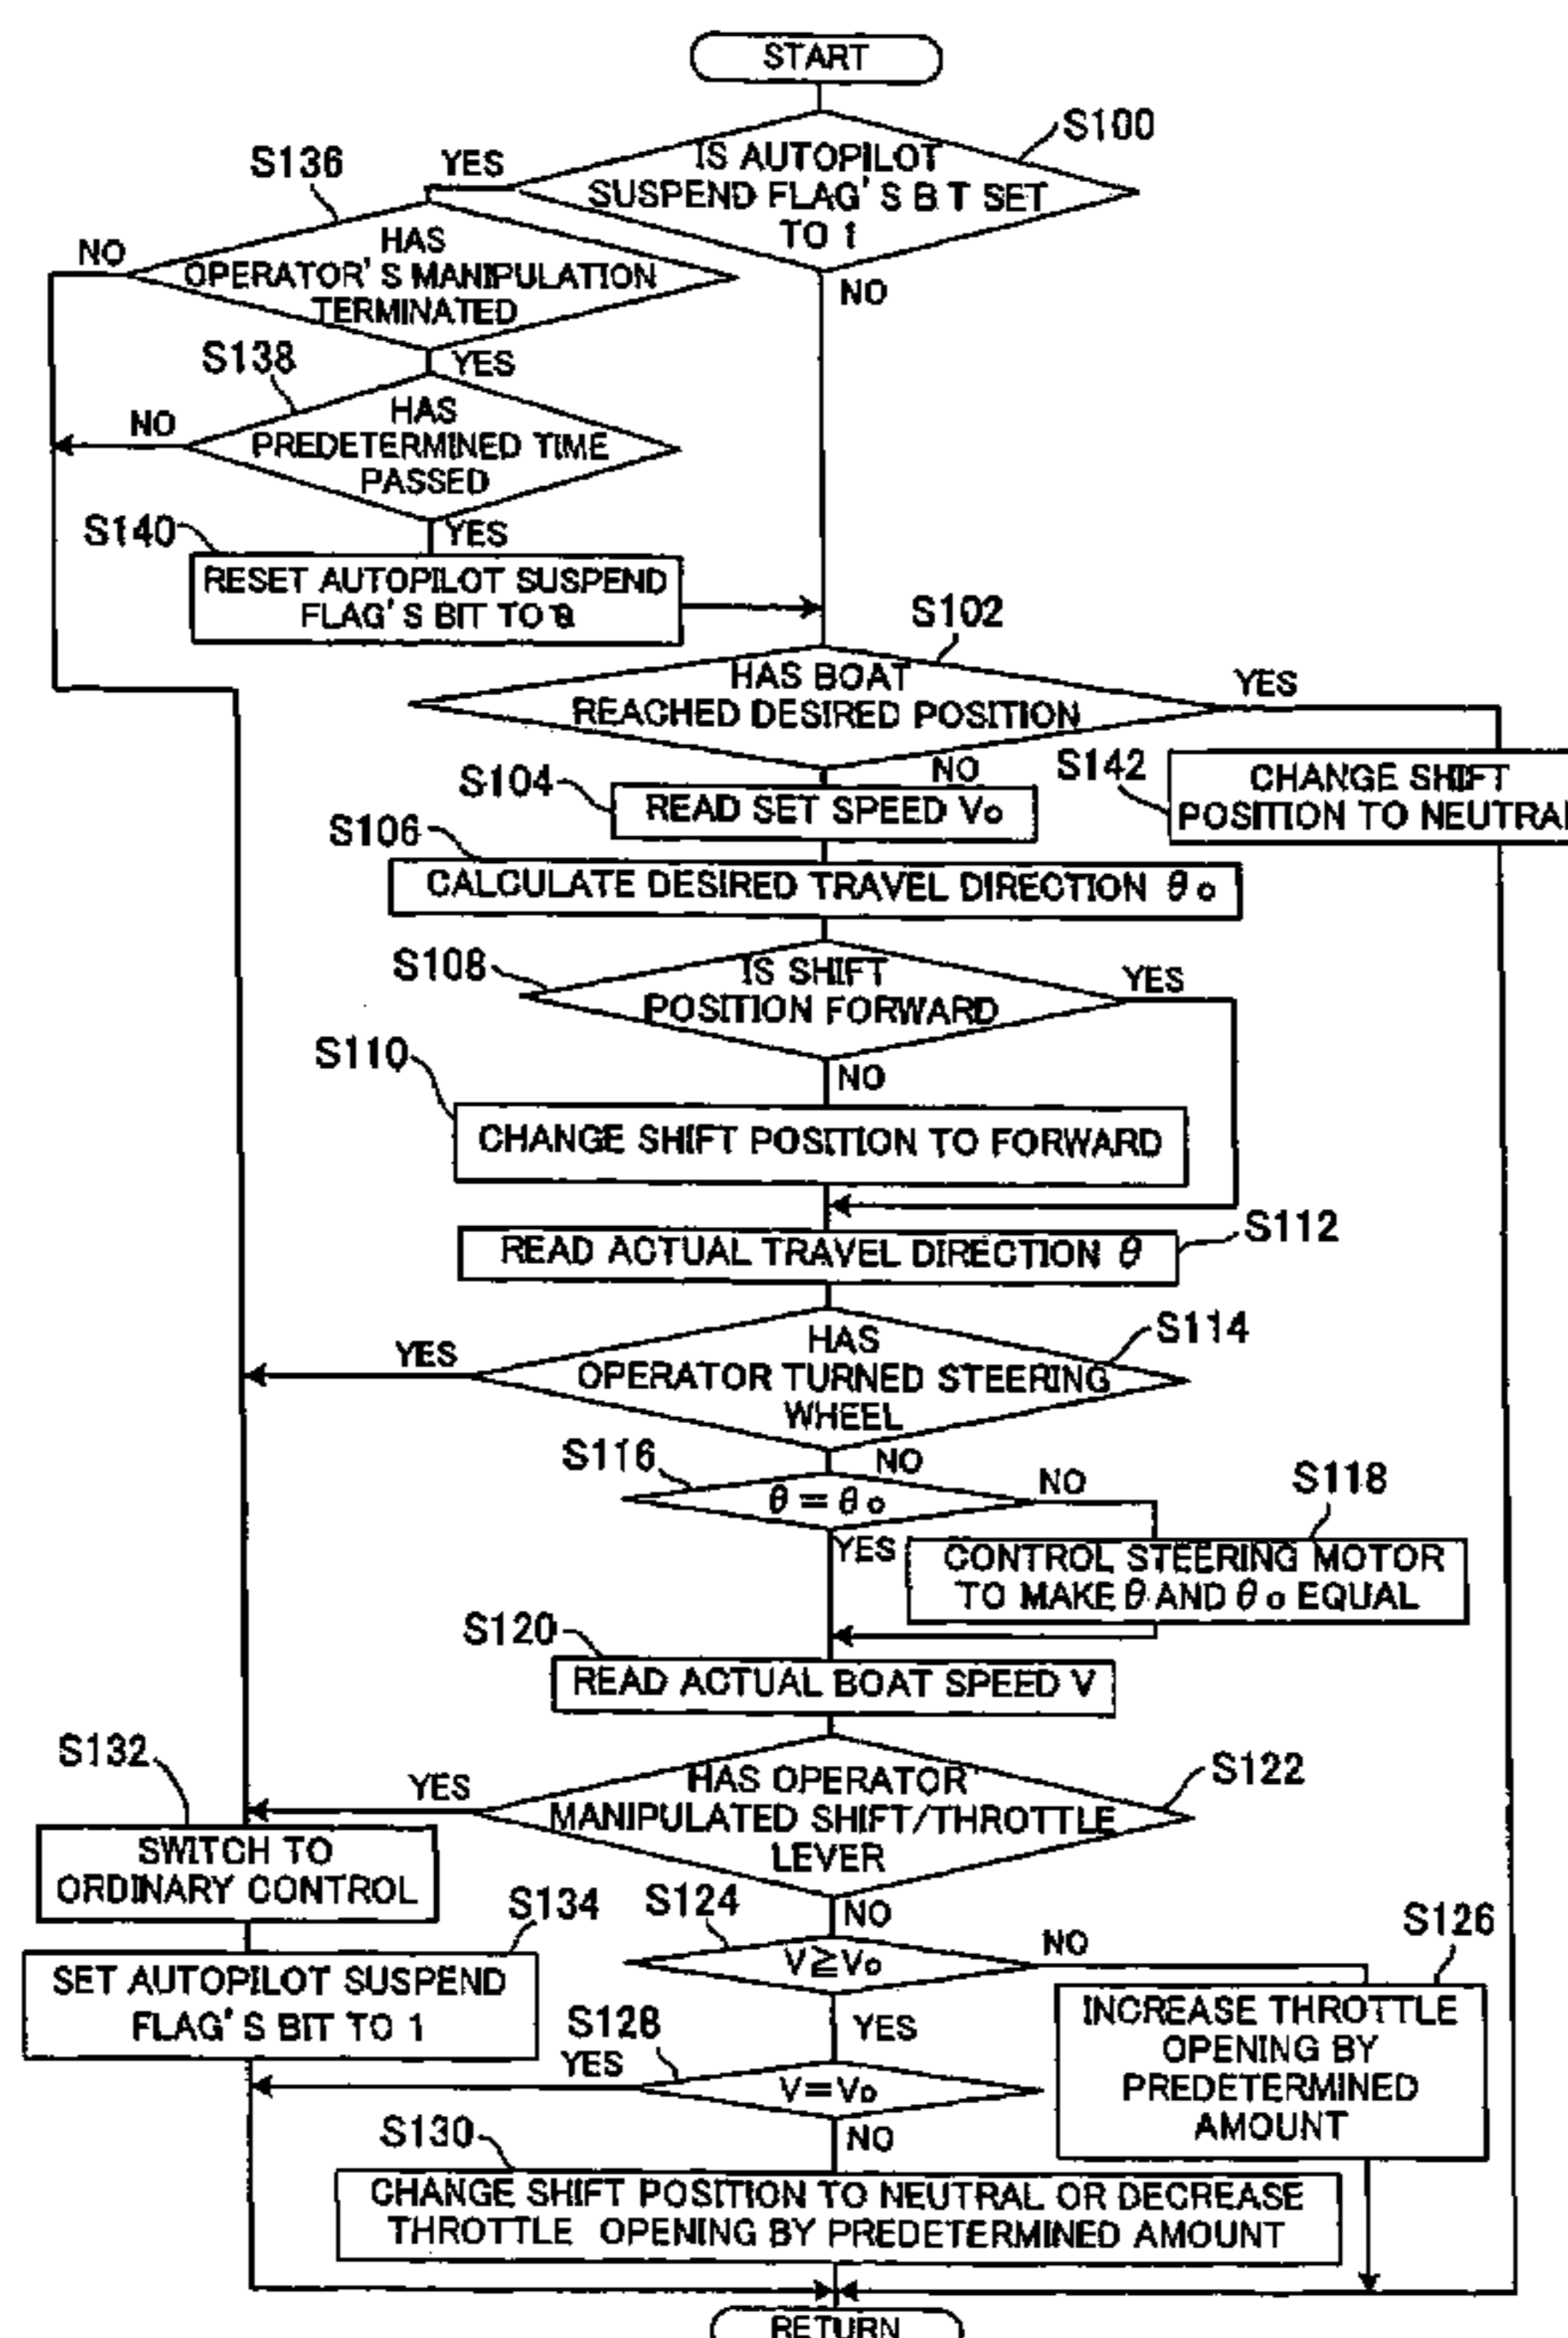 START
S100
IS AUTOPILOT
SUSPEND FLAG'S B T SET
TO 1
YES
NO
S136
HAS
OPERATOR'S MANIPULATION
TERMINATED
NO
YES
S138
HAS
PREDETERMINED TIME
PASSED
NO
YES
S140
RESET AUTOPILOT SUSPEND
FLAG'S BIT TO
S102
HAS BOAT
REACHED DESIRED POSITION
YES
NO
S142
CHANGE SHIFT
POSITION TO NEUTRAL
S104
READ SET SPEED Vo
S106
CALCULATE DESIRED TRAVEL DIRECTION θo
S108
IS SHIFT
POSITION FORWARD
YES
NO
S110
CHANGE SHIFT POSITION TO FORWARD
S112
READ ACTUAL TRAVEL DIRECTION θ
S114
HAS
OPERATOR TURNED STEERING
WHEEL
YES
NO
S116
θ = θo
NO
YES
S118
CONTROL STEERING MOTOR
TO MAKE θ AND θo EQUAL
S120
READ ACTUAL BOAT SPEED V
S122
HAS OPERATOR
MANIPULATED SHIFT/THROTTLE
LEVER
YES
NO
S132
SWITCH TO
ORDINARY CONTROL
S134
SET AUTOPILOT SUSPEND
FLAG'S BIT TO 1
S124
V≧Vo
NO
YES
S126
INCREASE THROTTLE
OPENING BY
PREDETERMINED
AMOUNT
S128
V=Vo
YES
NO
S130
CHANGE SHIFT POSITION TO NEUTRAL OR DECREASE
THROTTLE OPENING BY PREDETERMINED AMOUNT
RETURN